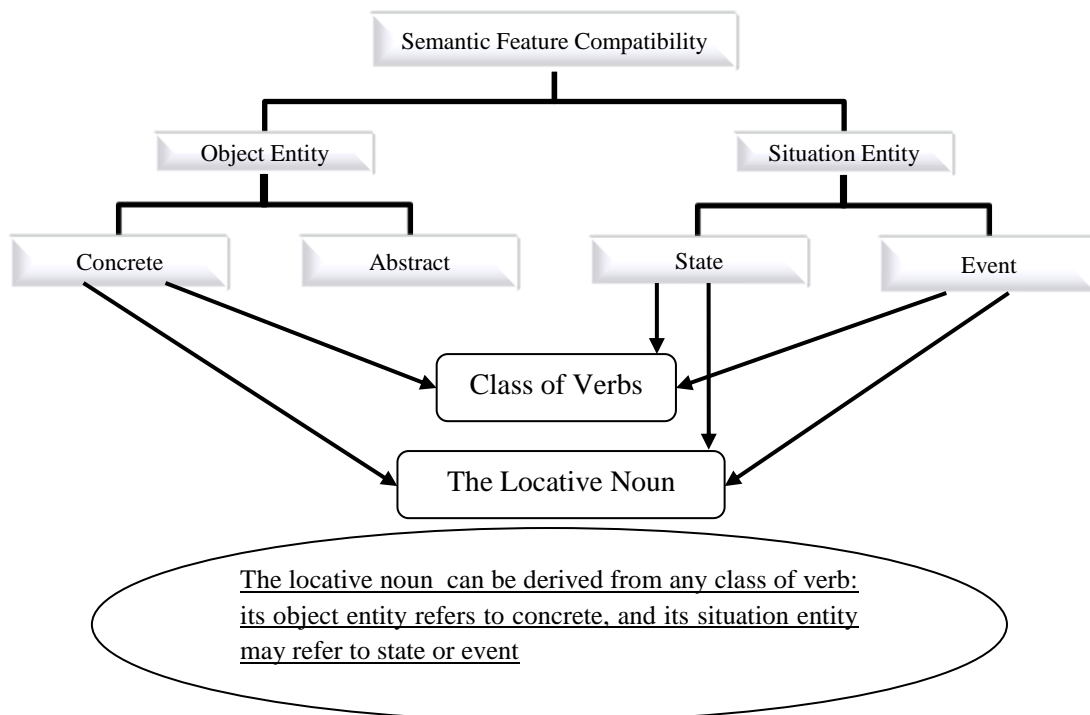 Semantic Feature Compatibility
Object Entity
Situation Entity
Concrete
Abstract
State
Event
Class of Verbs
The Locative Noun
The locative noun can be derived from any class of verb:
its object entity refers to concrete, and its situation entity
may refer to state or event